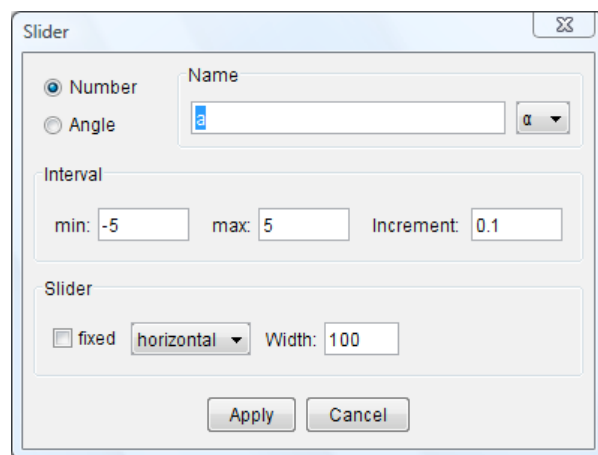 Slider
Number
Angle
Name
a
α
Interval
min: -5 max: 5 Increment: 0.1
Slider
fixed horizontal Width: 100
Apply Cancel